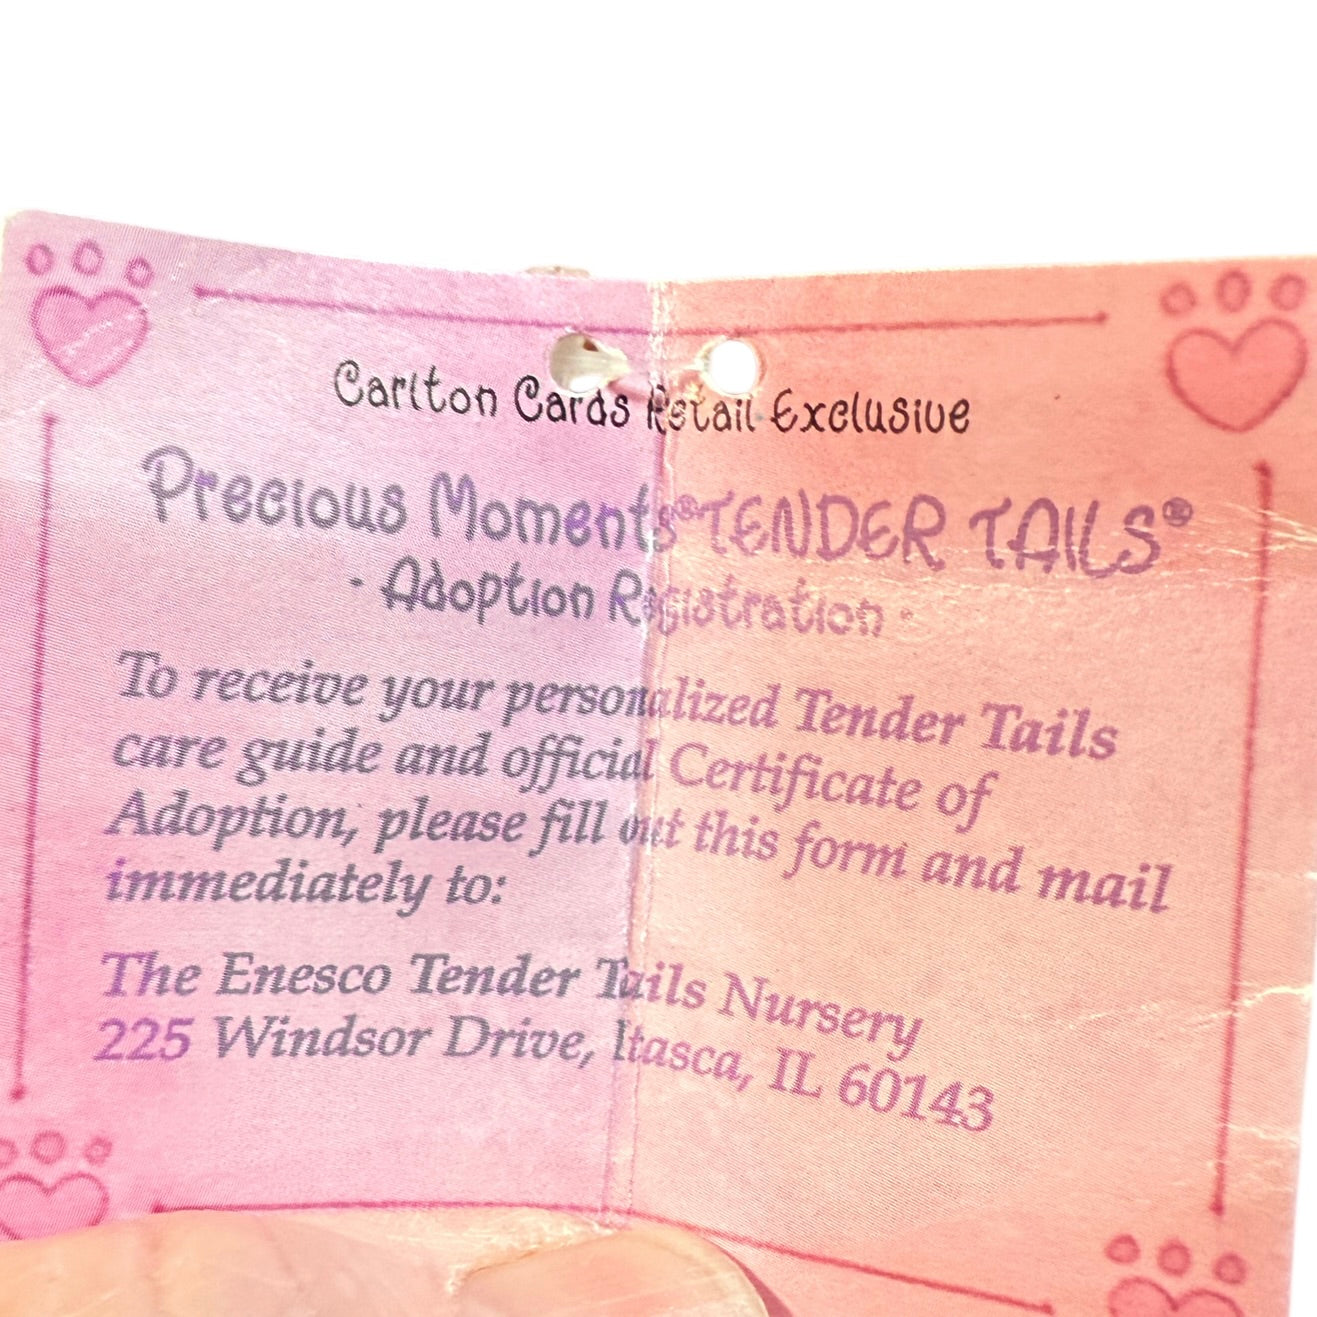 Carlton Cards Retail Exclusive
Precious Moments® TENDER TAILS®
· Adoption Registration ·
To receive your personalized Tender Tails
care guide and official Certificate of
Adoption, please fill out this form and mail
immediately to:
The Enesco Tender Tails Nursery
225 Windsor Drive, Itasca, IL 60143